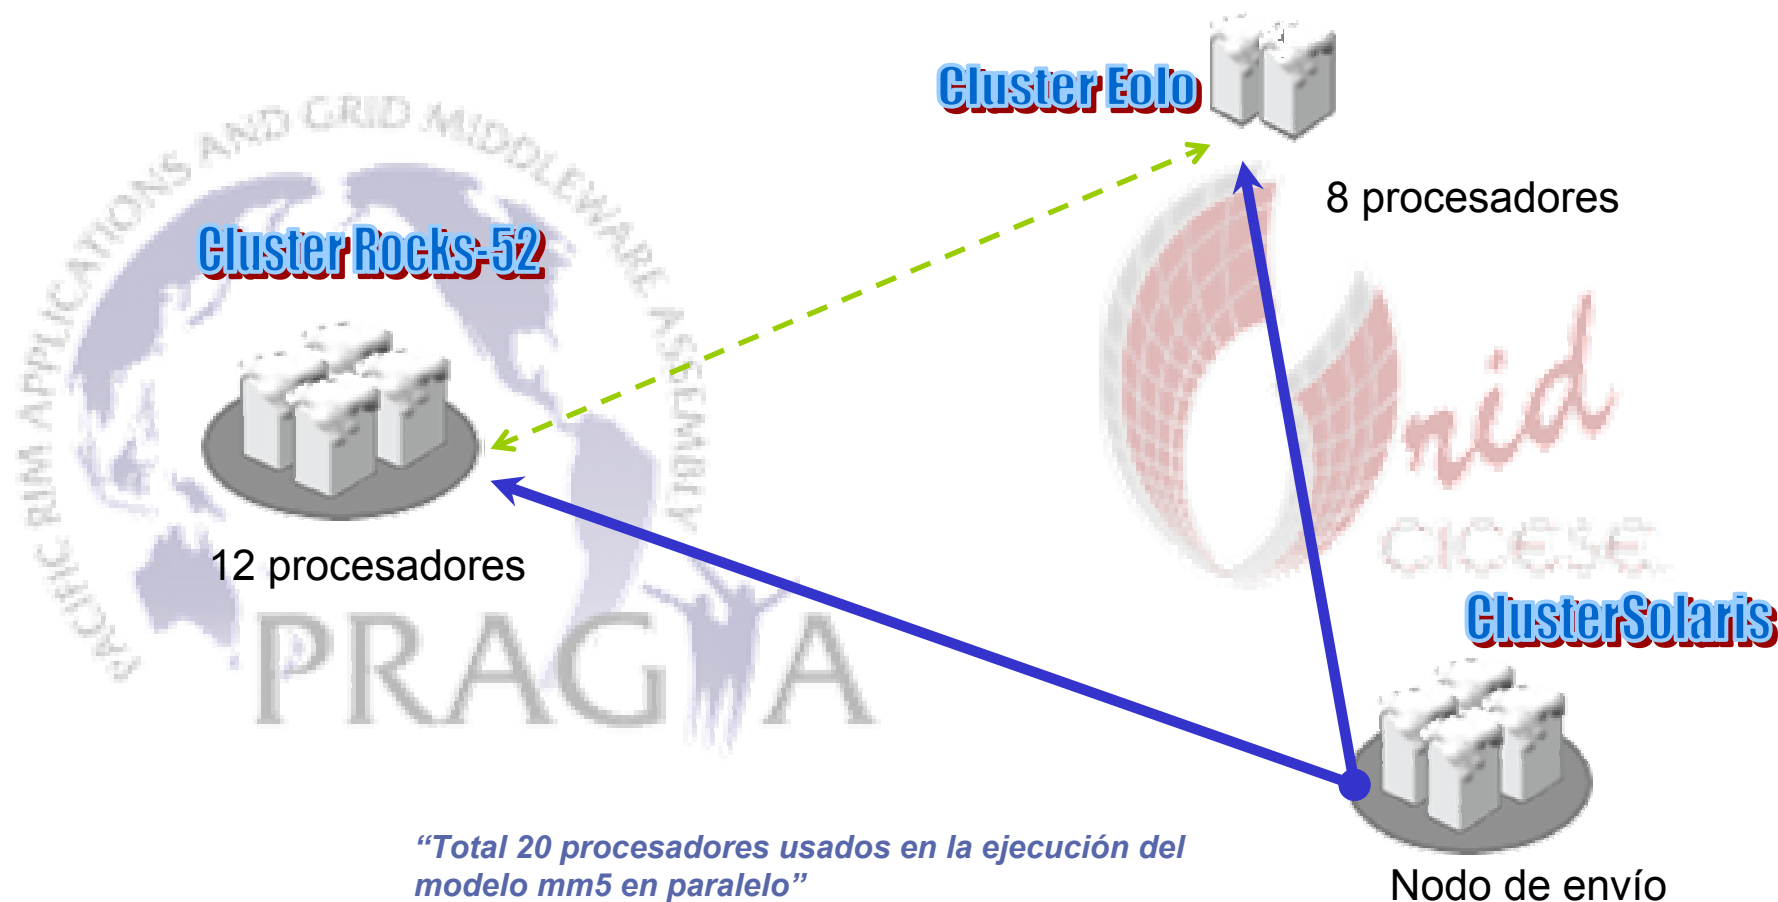 Cluster Eolo
8 procesadores
PACIFIC RIM APPLICATIONS AND GRID MIDDLEWARE ASSEMBLY
Cluster Rocks-52
12 procesadores
PRAGMA
Grid
CICESE
ClusterSolaris
“Total 20 procesadores usados en la ejecución del
modelo mm5 en paralelo”
Nodo de envío